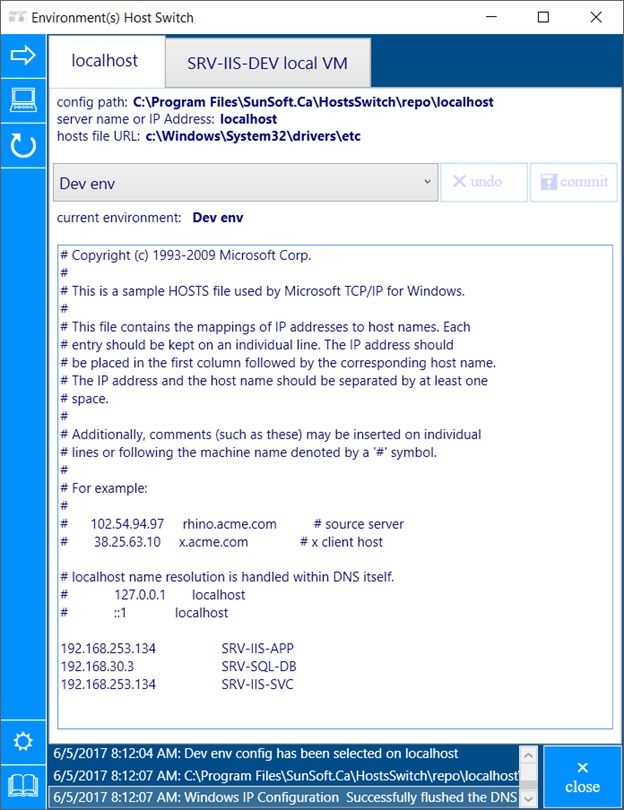 Environment(s) Host Switch
localhost
SRV-IIS-DEV local VM
config path: C:\Program Files\SunSoft.Ca\HostsSwitch\repo\localhost
server name or IP Address: localhost
hosts file URL: c:\Windows\System32\drivers\etc
Dev env
undo
commit
current environment: Dev env
# Copyright (c) 1993-2009 Microsoft Corp.
#
# This is a sample HOSTS file used by Microsoft TCP/IP for Windows.
#
# This file contains the mappings of IP addresses to host names. Each
# entry should be kept on an individual line. The IP address should
# be placed in the first column followed by the corresponding host name.
# The IP address and the host name should be separated by at least one
# space.
#
# Additionally, comments (such as these) may be inserted on individual
# lines or following the machine name denoted by a '#' symbol.
#
# For example:
#
# 102.54.94.97 rhino.acme.com # source server
# 38.25.63.10 x.acme.com # x client host
# localhost name resolution is handled within DNS itself.
# 127.0.0.1 localhost
# ::1 localhost
192.168.253.134 SRV-IIS-APP
192.168.30.3 SRV-SQL-DB
192.168.253.134 SRV-IIS-SVC
6/5/2017 8:12:04 AM: Dev env config has been selected on localhost
6/5/2017 8:12:07 AM: C:\Program Files\SunSoft.Ca\HostsSwitch\repo\localhost
6/5/2017 8:12:07 AM: Windows IP Configuration Successfully flushed the DNS
close